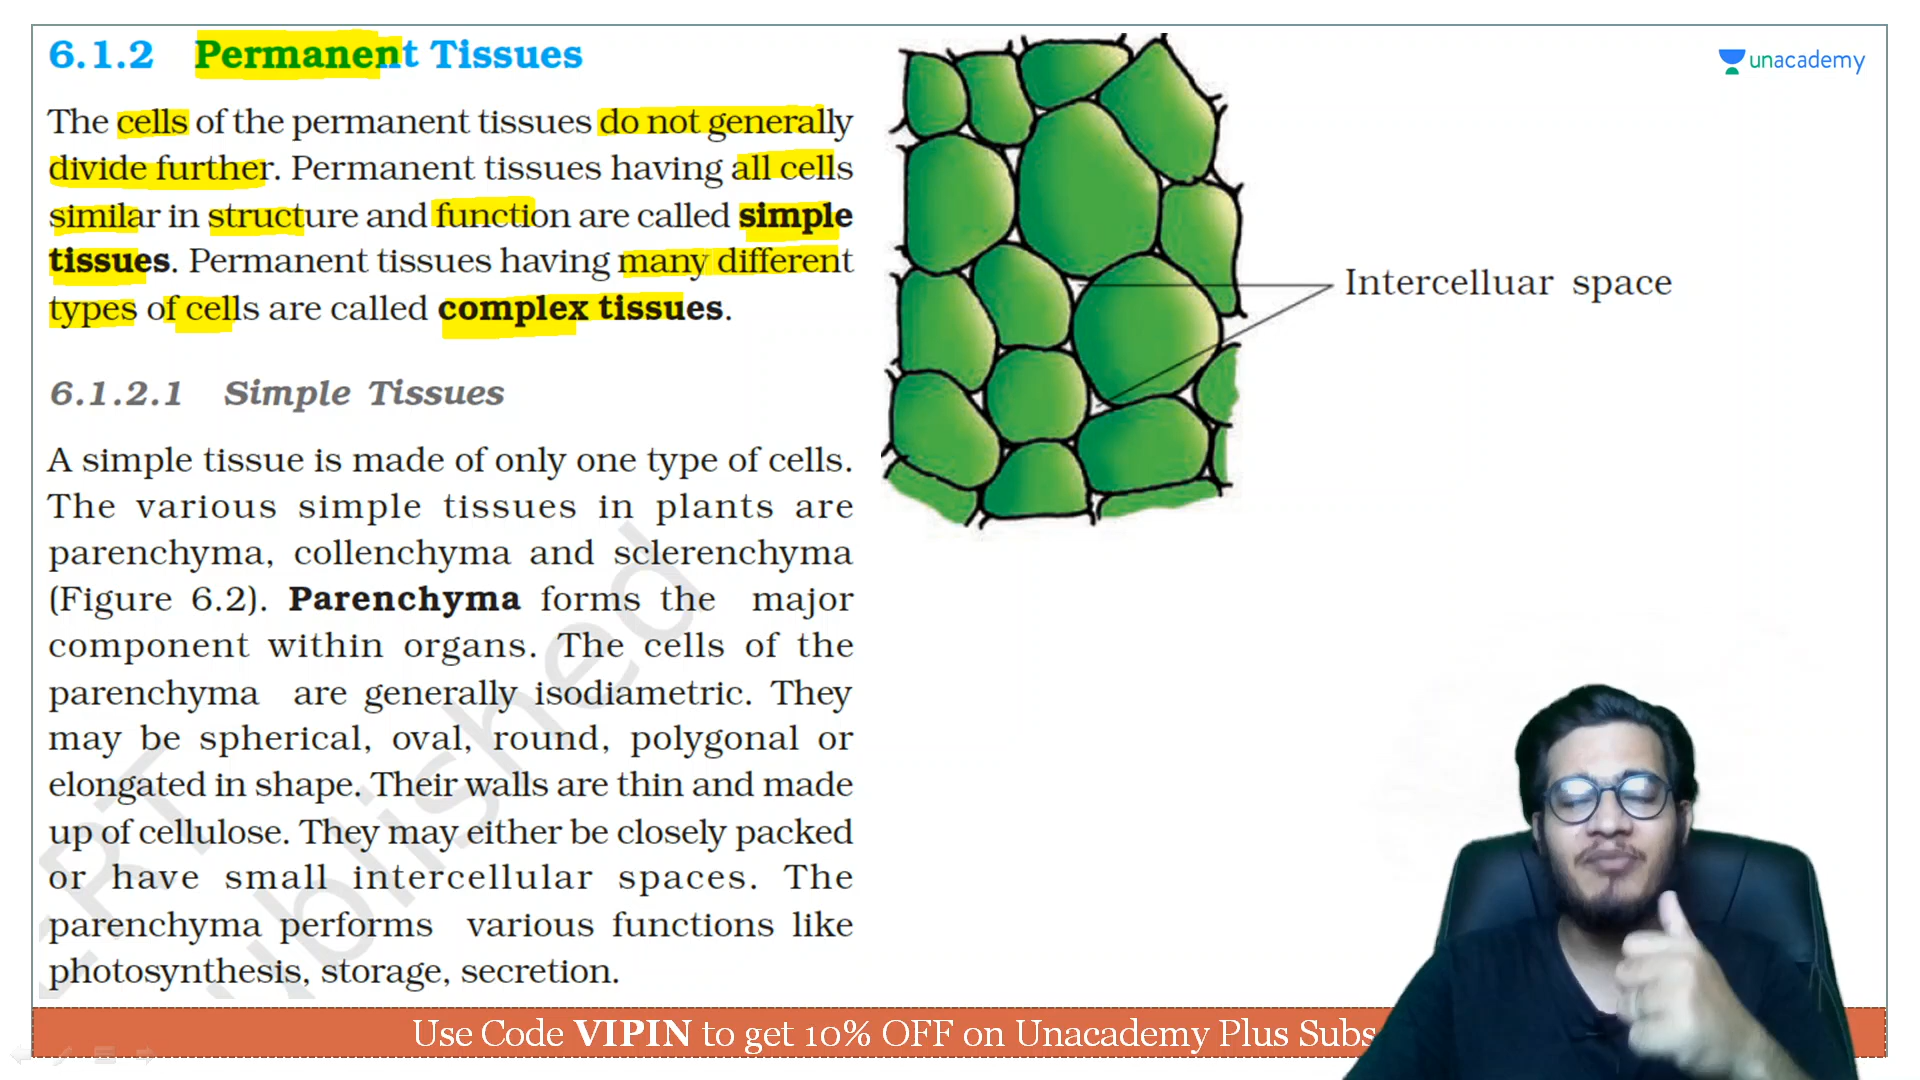 6.1.2 Permanent Tissues
The cells of the permanent tissues do not generally
divide further. Permanent tissues having all cells
similar in structure and function are called simple
tissues. Permanent tissues having many different
types of cells are called complex tissues.
6.1.2.1 Simple Tissues
A simple tissue is made of only one type of cells.
The various simple tissues in plants are
parenchyma, collenchyma and sclerenchyma
(Figure 6.2). Parenchyma forms the major
component within organs. The cells of the
parenchyma are generally isodiametric. They
may be spherical, oval, round, polygonal or
elongated in shape. Their walls are thin and made
up of cellulose. They may either be closely packed
or have small intercellular spaces. The
parenchyma performs various functions like
photosynthesis, storage, secretion.
Intercelluar space
unacademy
Use Code VIPIN to get 10% OFF on Unacademy Plus Subs